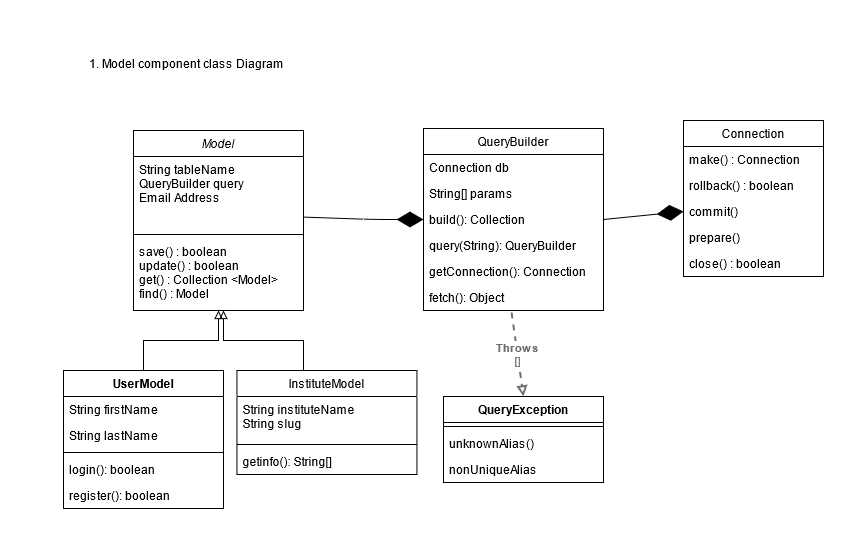 1. Model component class Diagram
Model
String tableName
QueryBuilder query
Email Address
save() : boolean
update() : boolean
get() : Collection <Model>
find() : Model
QueryBuilder
Connection db
String[] params
build(): Collection
query(String): QueryBuilder
getConnection(): Connection
fetch(): Object
Connection
make() : Connection
rollback() : boolean
commit()
prepare()
close() : boolean
Throws
[]
UserModel
String firstName
String lastName
login(): boolean
register(): boolean
InstituteModel
String instituteName
String slug
getinfo(): String[]
QueryException
unknownAlias()
nonUniqueAlias